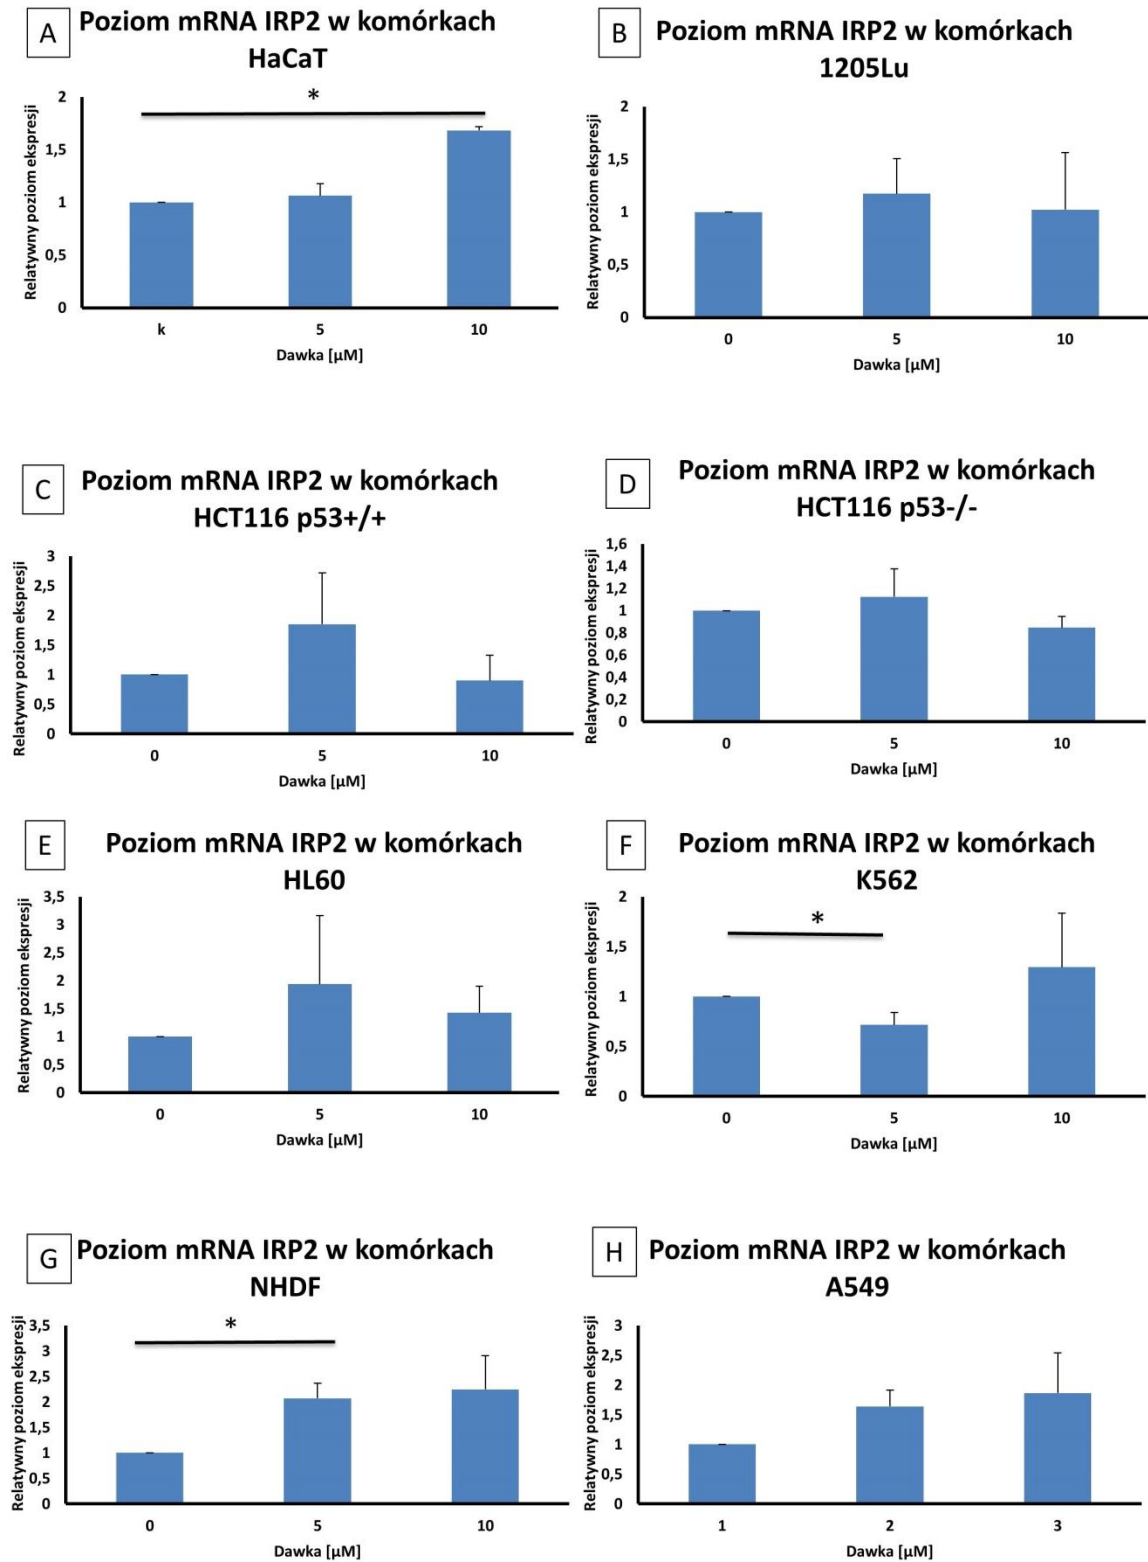 A
Poziom mRNA IRP2 w komórkach
HaCaT
Relatywny poziom ekspresji
2
1,5
1
0,5
0
*
k
5
10
Dawka [µM]
B
Poziom mRNA IRP2 w komórkach
1205Lu
Relatywny poziom ekspresji
2
1,5
1
0,5
0
0
5
10
Dawka [µM]
C
Poziom mRNA IRP2 w komórkach
HCT116 p53+/+
Relatywny poziom ekspresji
3
2,5
2
1,5
1
0,5
0
0
5
10
Dawka [µM]
D
Poziom mRNA IRP2 w komórkach
HCT116 p53-/-
Relatywny poziom ekspresji
1,6
1,4
1,2
1
0,8
0,6
0,4
0,2
0
0
5
10
Dawka [µM]
E
Poziom mRNA IRP2 w komórkach
HL60
Relatywny poziom ekspresji
3,5
3
2,5
2
1,5
1
0,5
0
0
5
10
Dawka [µM]
F
Poziom mRNA IRP2 w komórkach
K562
Relatywny poziom ekspresji
2
1,5
1
0,5
0
*
0
5
10
Dawka [µM]
G
Poziom mRNA IRP2 w komórkach
NHDF
Relatywny poziom ekspresji
3,5
3
2,5
2
1,5
1
0,5
0
*
0
5
10
Dawka [µM]
H
Poziom mRNA IRP2 w komórkach
A549
Relatywny poziom ekspresji
3
2,5
2
1,5
1
0,5
0
1
2
3
Dawka [µM]